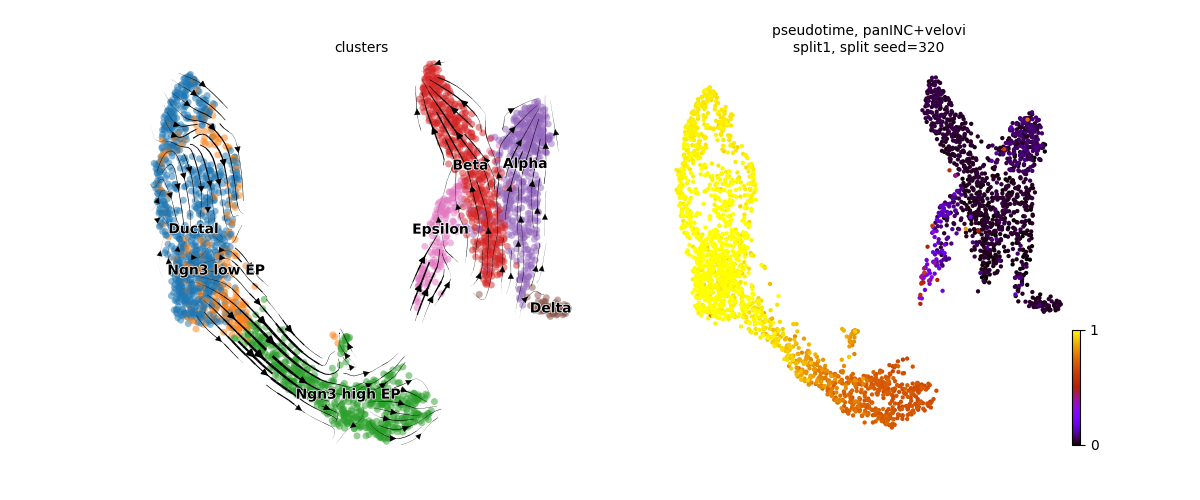 clusters
Beta
Alpha
Ductal
Epsilon
Ngn3 low EP
Delta
Ngn3 high EP
pseudotime, panINC+velovi
split1, split seed=320
1
0